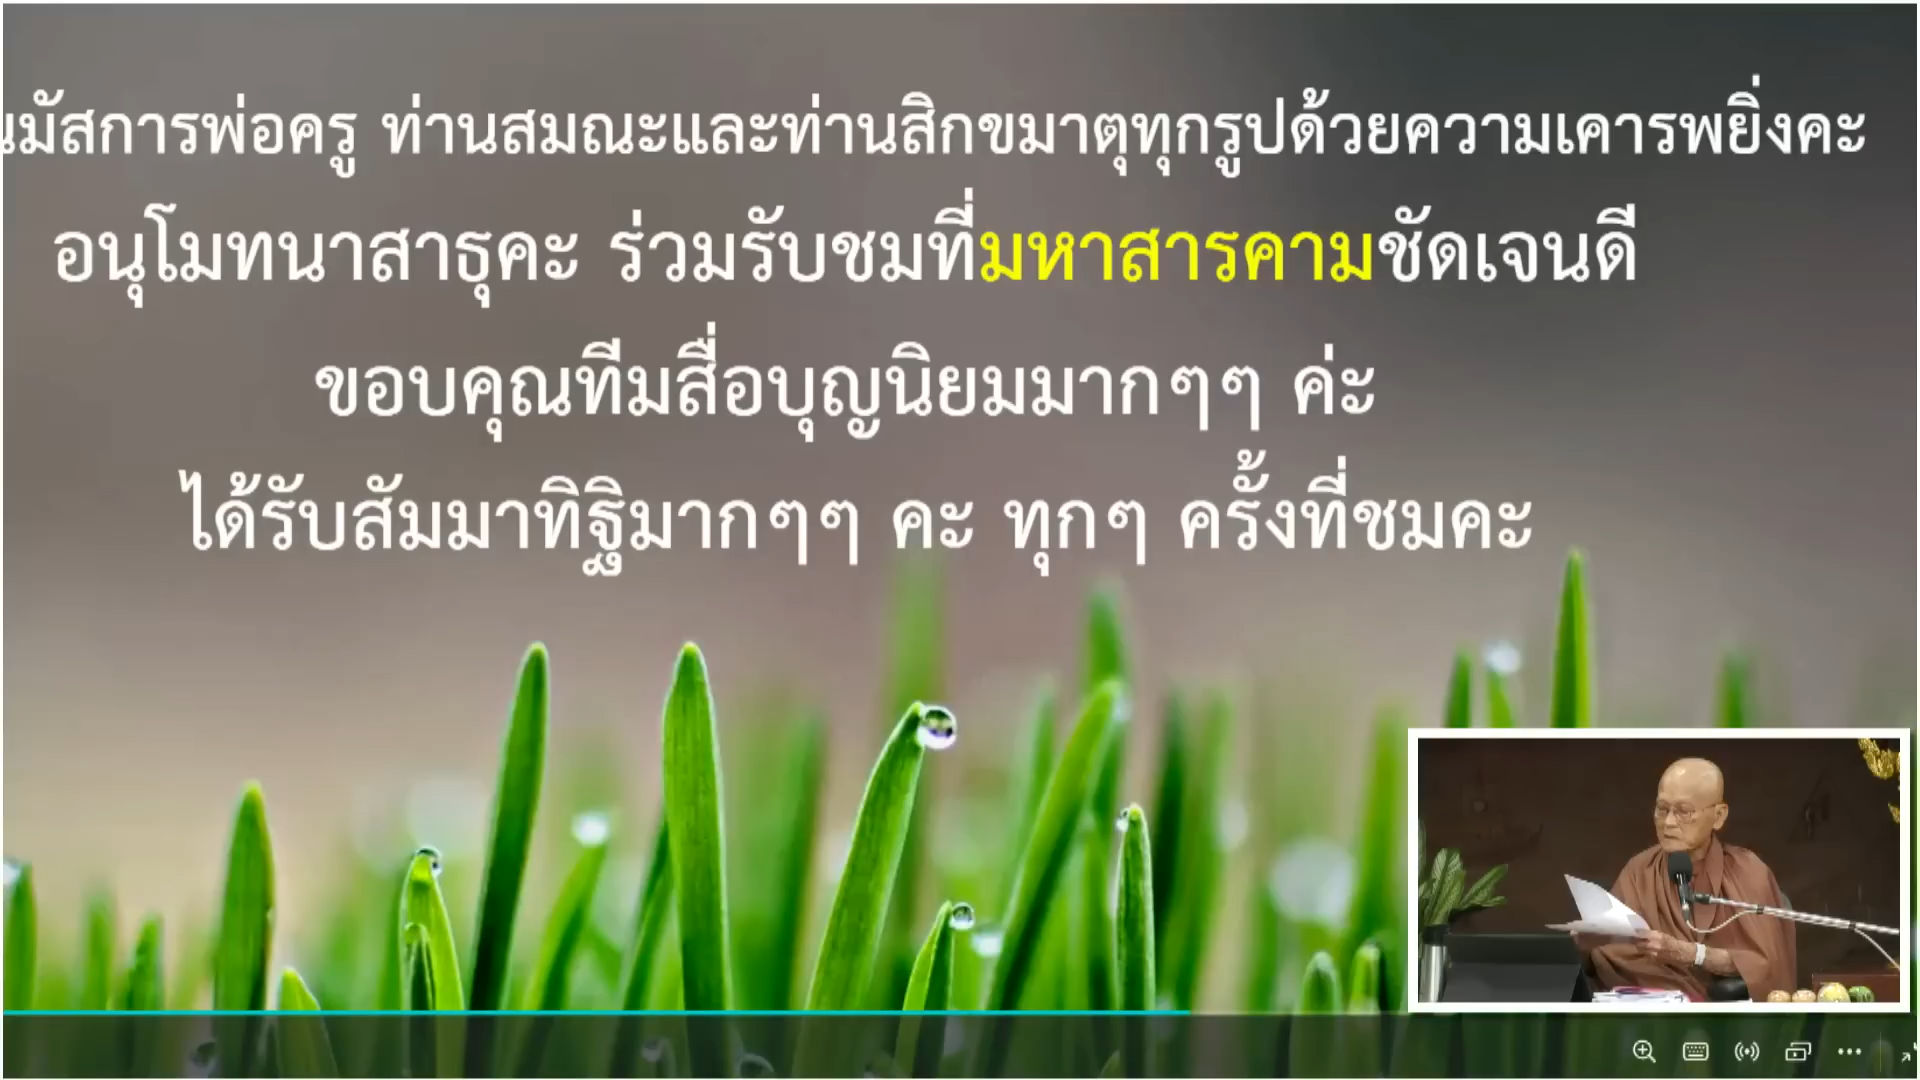 นมัสการพ่อครู ท่านสมณะและท่านสิกขมาตุทุกรูปด้วยความเคารพยิ่งคะ
อนุโมทนาสาธุคะ ร่วมรับชมที่มหาสารคามชัดเจนดี
ขอบคุณทีมสื่อบุญนิยมมากๆๆ ค่ะ
ได้รับสัมมาทิฐิมากๆๆ คะ ทุกๆ ครั้งที่ชมคะ